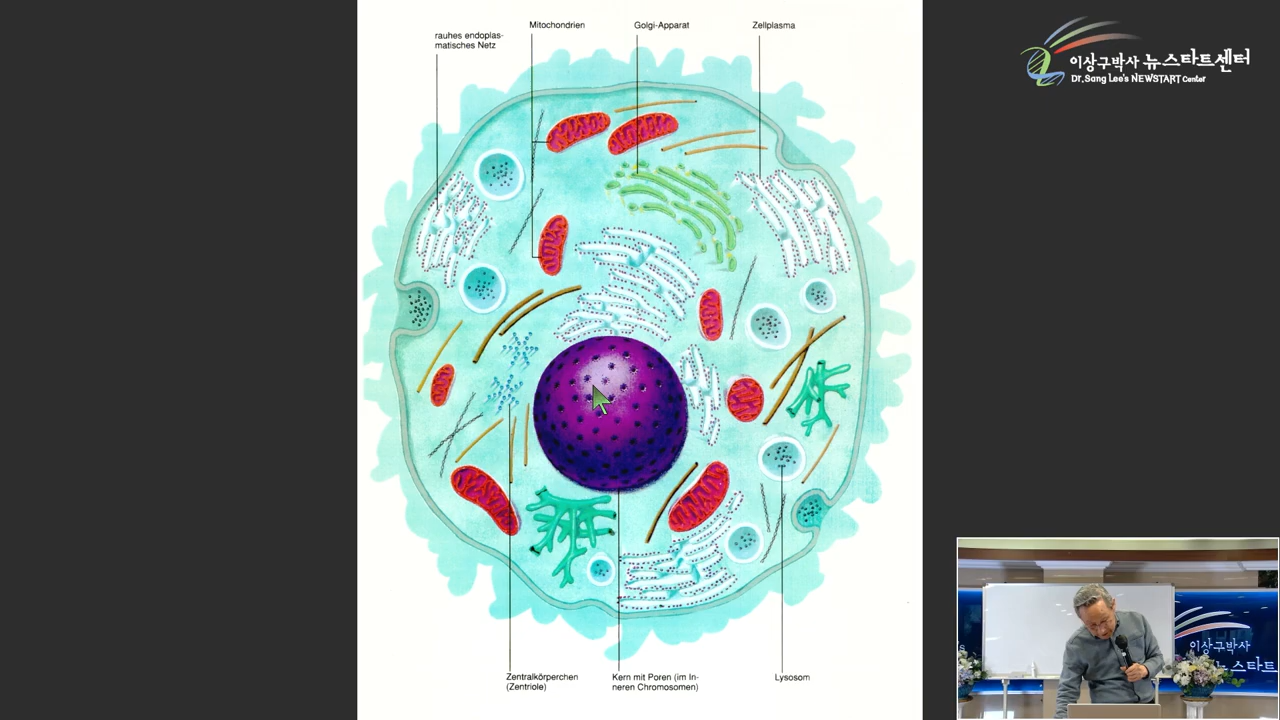 Mitochondrien
Golgi-Apparat
Zellplasma
rauhes endoplas-
matisches Netz
이상구박사 뉴스타트센터
Dr. Sang Lee's NEWSTART Center
Zentralkörperchen
(Zentriole)
Kern mit Poren (im In-
neren Chromosomen)
Lysosom
이상구박사
뉴스타트